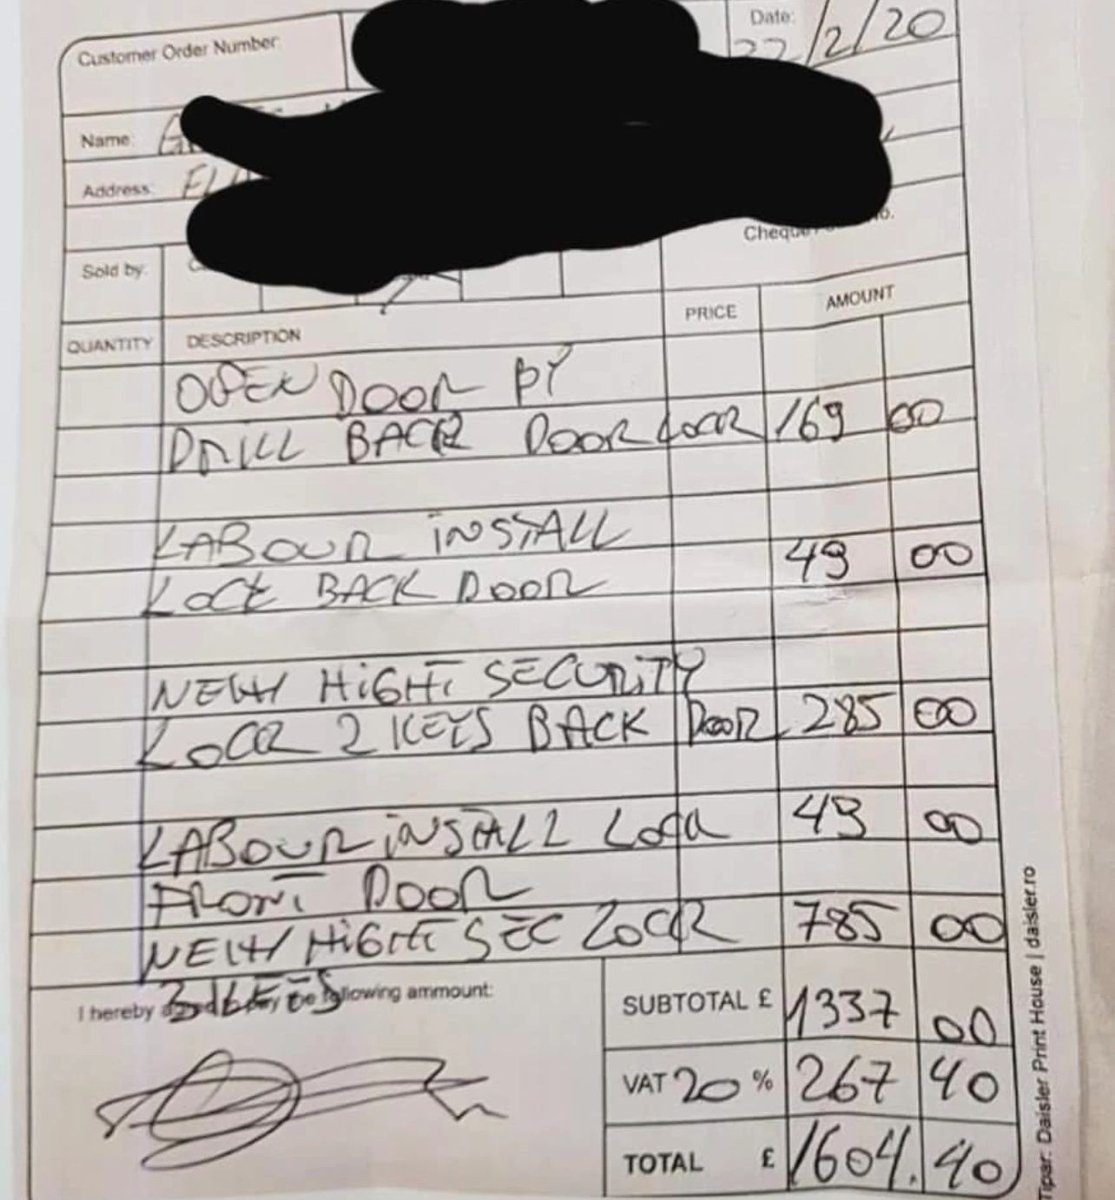 Customer Order Number:
Date: 22/2/20
Name:
Address:
Sold by:
QUANTITY DESCRIPTION PRICE AMOUNT
OPEN DOOR BY
DRILL BACK DOOR LOCK 169 00
LABOUR INSTALL
LOCK BACK DOOR 49 00
NEW HIGH SECURITY
LOCK 2 KEYS BACK DOOR 285 00
LABOUR INSTALL LOCK 49 00
FRONT DOOR
NEW HIGH SEC LOCK 785 00
3 KEYS
I hereby following ammount:
SUBTOTAL £ 1337 00
VAT 20 % 267 40
TOTAL £ 1604. 40
Tipar: Daisler Print House | daisler.ro